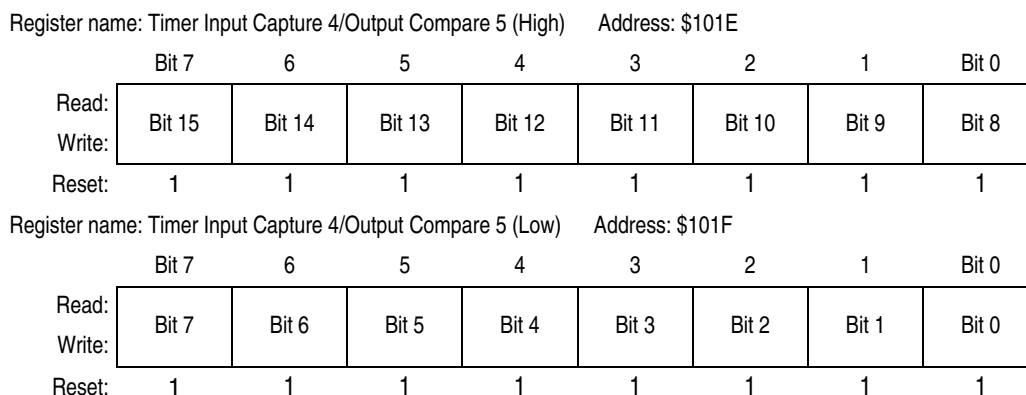 Register name: Timer Input Capture 4/Output Compare 5 (High) Address: $101E
Bit 7 6 5 4 3 2 1 Bit 0
Read:
Bit 15 Bit 14 Bit 13 Bit 12 Bit 11 Bit 10 Bit 9 Bit 8
Write:
Reset: 1 1 1 1 1 1 1 1
Register name: Timer Input Capture 4/Output Compare 5 (Low) Address: $101F
Bit 7 6 5 4 3 2 1 Bit 0
Read:
Bit 7 Bit 6 Bit 5 Bit 4 Bit 3 Bit 2 Bit 1 Bit 0
Write:
Reset: 1 1 1 1 1 1 1 1